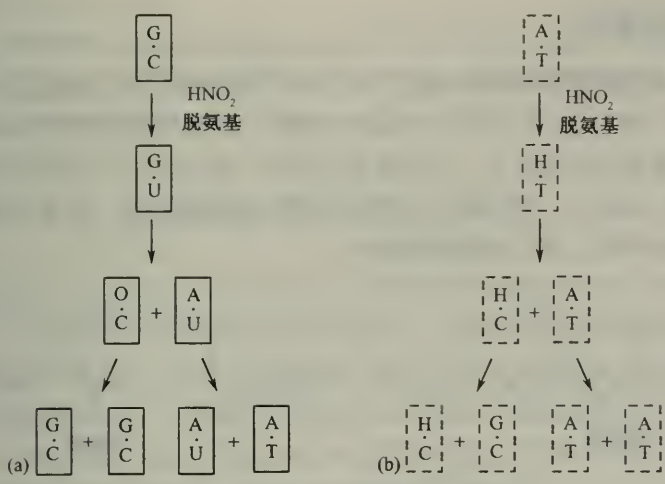 G·C
A·T
HNO₂
脱氨基
HNO₂
脱氨基
G·U
H·T
O·C + A·U
H·C + A·T
(a) G·C + G·C A·U + A·T
(b) H·C + G·C A·T + A·T